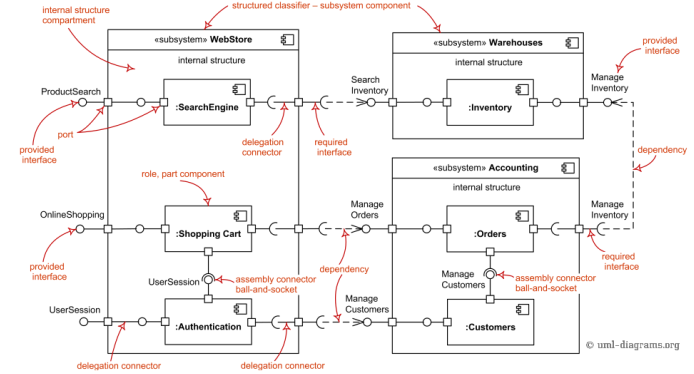 structured classifier – subsystem component
internal structure
compartment
«subsystem» WebStore
internal structure
«subsystem» Warehouses
internal structure
provided
interface
ProductSearch
:SearchEngine
Search
Inventory
:Inventory
Manage
Inventory
port
provided
interface
delegation
connector
required
interface
dependency
role, part component
«subsystem» Accounting
internal structure
OnlineShopping
:Shopping Cart
Manage
Orders
:Orders
Manage
Inventory
provided
interface
dependency
required
interface
UserSession
assembly connector
ball-and-socket
Manage
Customers
assembly connector
ball-and-socket
UserSession
:Authentication
Manage
Customers
:Customers
delegation connector
delegation connector
© uml-diagrams.org